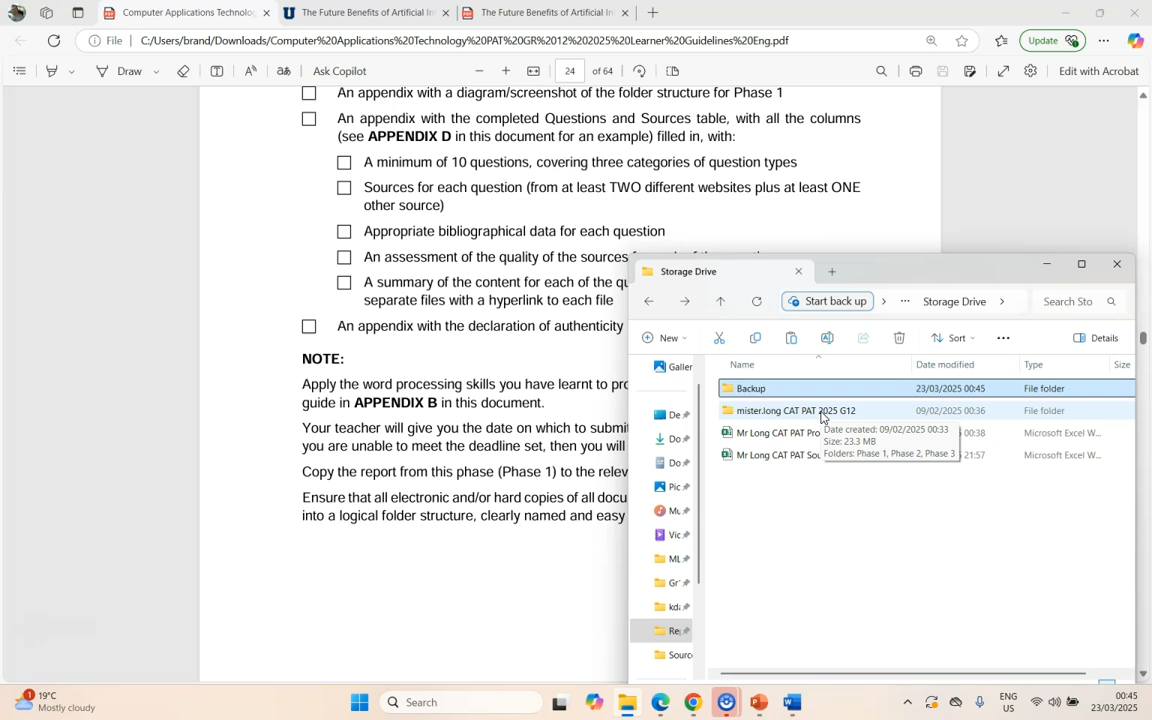 Computer Applications Technolo
The Future Benefits of Artificial In
The Future Benefits of Artificial In
File
C:/Users/brand/Downloads/Computer%20Applications%20Technology%20PAT%20GR%2012%202025%20Learner%20Guidelines%20Eng.pdf
Update
Draw
Ask Copilot
24
of 64
Edit with Acrobat
An appendix with a diagram/screenshot of the folder structure for Phase 1
An appendix with the completed Questions and Sources table, with all the columns
(see APPENDIX D in this document for an example) filled in, with:
A minimum of 10 questions, covering three categories of question types
Sources for each question (from at least TWO different websites plus at least ONE
other source)
Appropriate bibliographical data for each question
An assessment of the quality of the sources
A summary of the content for each of the qu
separate files with a hyperlink to each file
An appendix with the declaration of authenticity
NOTE:
Apply the word processing skills you have learnt to pro
guide in APPENDIX B in this document.
Your teacher will give you the date on which to submit
you are unable to meet the deadline set, then you will
Copy the report from this phase (Phase 1) to the relev
Ensure that all electronic and/or hard copies of all docu
into a logical folder structure, clearly named and easy
Storage Drive
Start back up
Storage Drive
Search Sto
New
Sort
Details
Name
Date modified
Type
Size
Backup
23/03/2025 00:45
File folder
mister.long CAT PAT 2025 G12
09/02/2025 00:36
File folder
Mr Long CAT PAT Pro
5 00:38
Microsoft Excel W...
Mr Long CAT PAT Sou
21:57
Microsoft Excel W...
Date created: 09/02/2025 00:33
Size: 23.3 MB
Folders: Phase 1, Phase 2, Phase 3
Galler
De
Do
Do
Pic
Mu
Vic
ML
Gr
kda
Rep
Sourc
19°C
Mostly cloudy
Search
ENG
US
00:45
23/03/2025